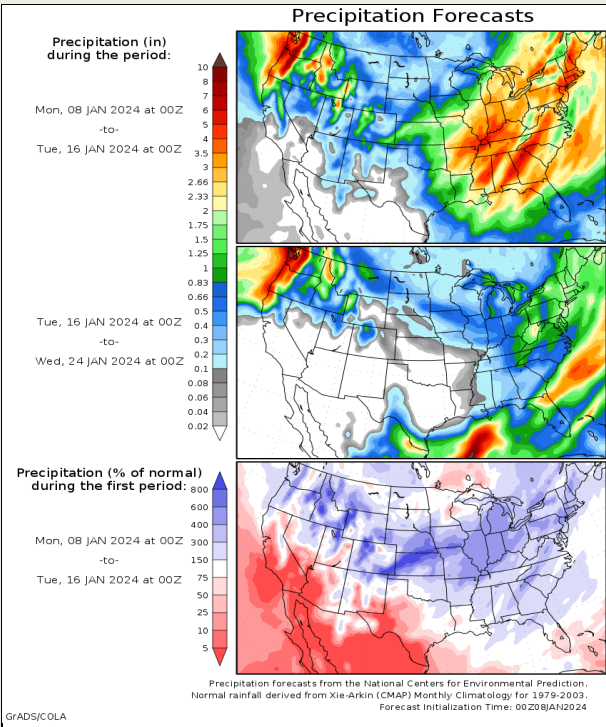 Precipitation Forecasts
Precipitation (in)
during the period:
Mon, 08 JAN 2024 at 00Z
-to-
Tue, 16 JAN 2024 at 00Z
10
8
7
6
5
4
3.5
3
2.66
2.33
2
1.75
1.5
1.25
1
0.83
0.66
0.5
0.4
0.3
0.2
0.1
0.08
0.06
0.04
0.02
Tue, 16 JAN 2024 at 00Z
-to-
Wed, 24 JAN 2024 at 00Z
Precipitation (% of normal)
during the first period:
Mon, 08 JAN 2024 at 00Z
-to-
Tue, 16 JAN 2024 at 00Z
800
600
400
300
150
75
50
25
10
5
Precipitation forecasts from the National Centers for Environmental Prediction.
Normal rainfall derived from Xie-Arkin (CMAP) Monthly Climatology for 1979-2003.
Forecast Initialization Time: 00Z08JAN2024
GrADS/COLA